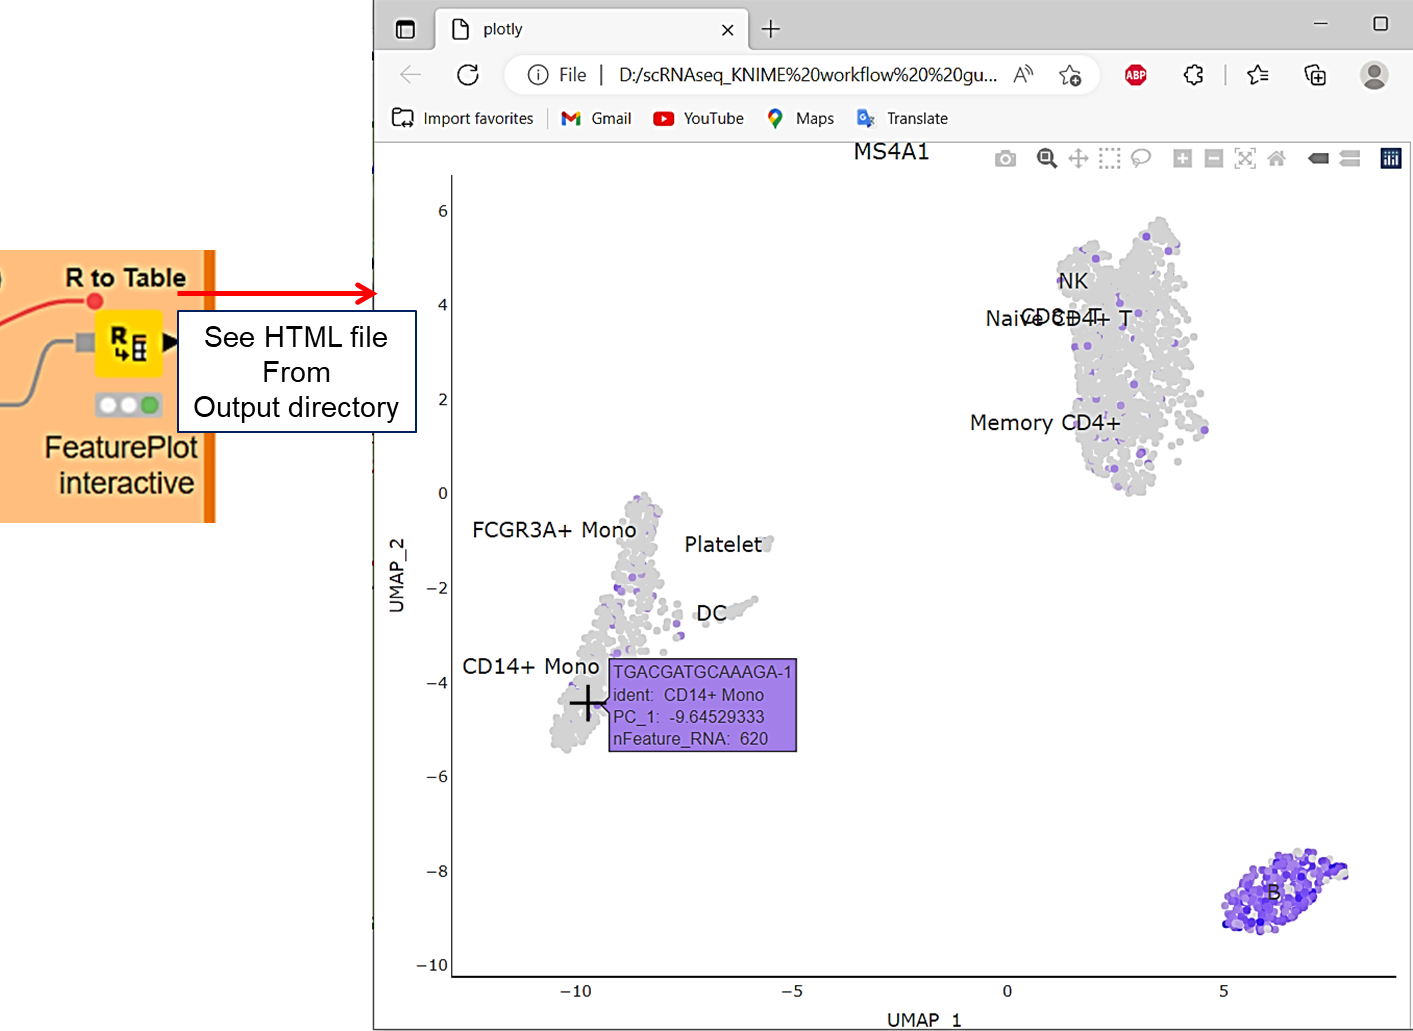 R to Table
R
FeaturePlot
interactive
See HTML file
From
Output directory
plotly
File
D:/scRNAseq_KNIME%20workflow%20%20gu...
A
ABP
Import favorites
Gmail
YouTube
Maps
Translate
MS4A1
6
4
2
0
−2
−4
−6
−8
−10
UMAP_2
NK
Naive CD4+ T
CD8+ T
Memory CD4+
FCGR3A+ Mono
Platelet
DC
CD14+ Mono
TGACGATGCAAAGA-1
ident: CD14+ Mono
PC_1: -9.64529333
nFeature_RNA: 620
B
−10
−5
0
5
UMAP_1